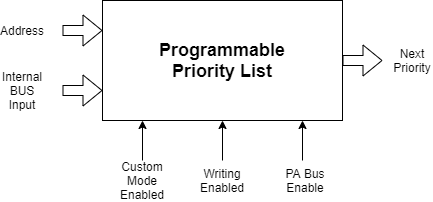 Address
Internal
BUS
Input
Programmable
Priority List
Next
Priority
Custom
Mode
Enabled
Writing
Enabled
PA Bus
Enable